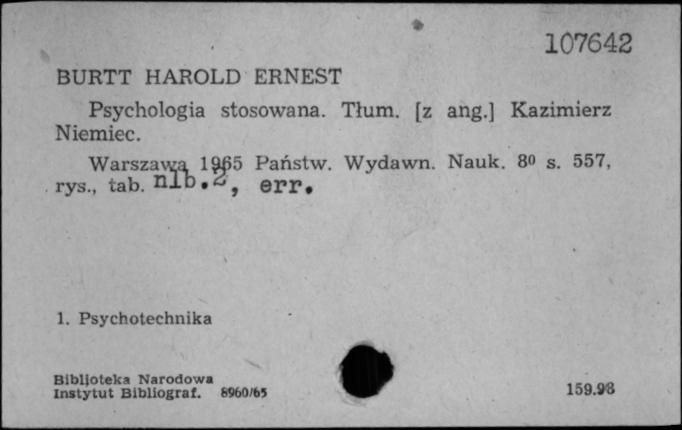 107642
BURTT HAROLD ERNEST
Psychologia stosowana. Tłum. [z ang.] Kazimierz
Niemiec.
Warszawa 1965 Państw. Wydawn. Nauk. 8⁰ s. 557,
rys., tab. nlb.2, err.
1. Psychotechnika
Biblioteka Narodowa
Instytut Bibliograf. 8960/65
159.98